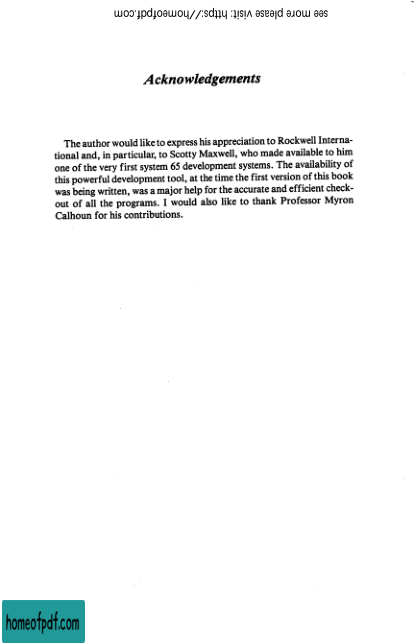 see more please visit: https://homeofpdf.com
Acknowledgements
The author would like to express his appreciation to Rockwell Interna-
tional and, in particular, to Scotty Maxwell, who made available to him
one of the very first system 65 development systems. The availability of
this powerful development tool, at the time the first version of this book
was being written, was a major help for the accurate and efficient check-
out of all the programs. I would also like to thank Professor Myron
Calhoun for his contributions.
homeofpdf.com